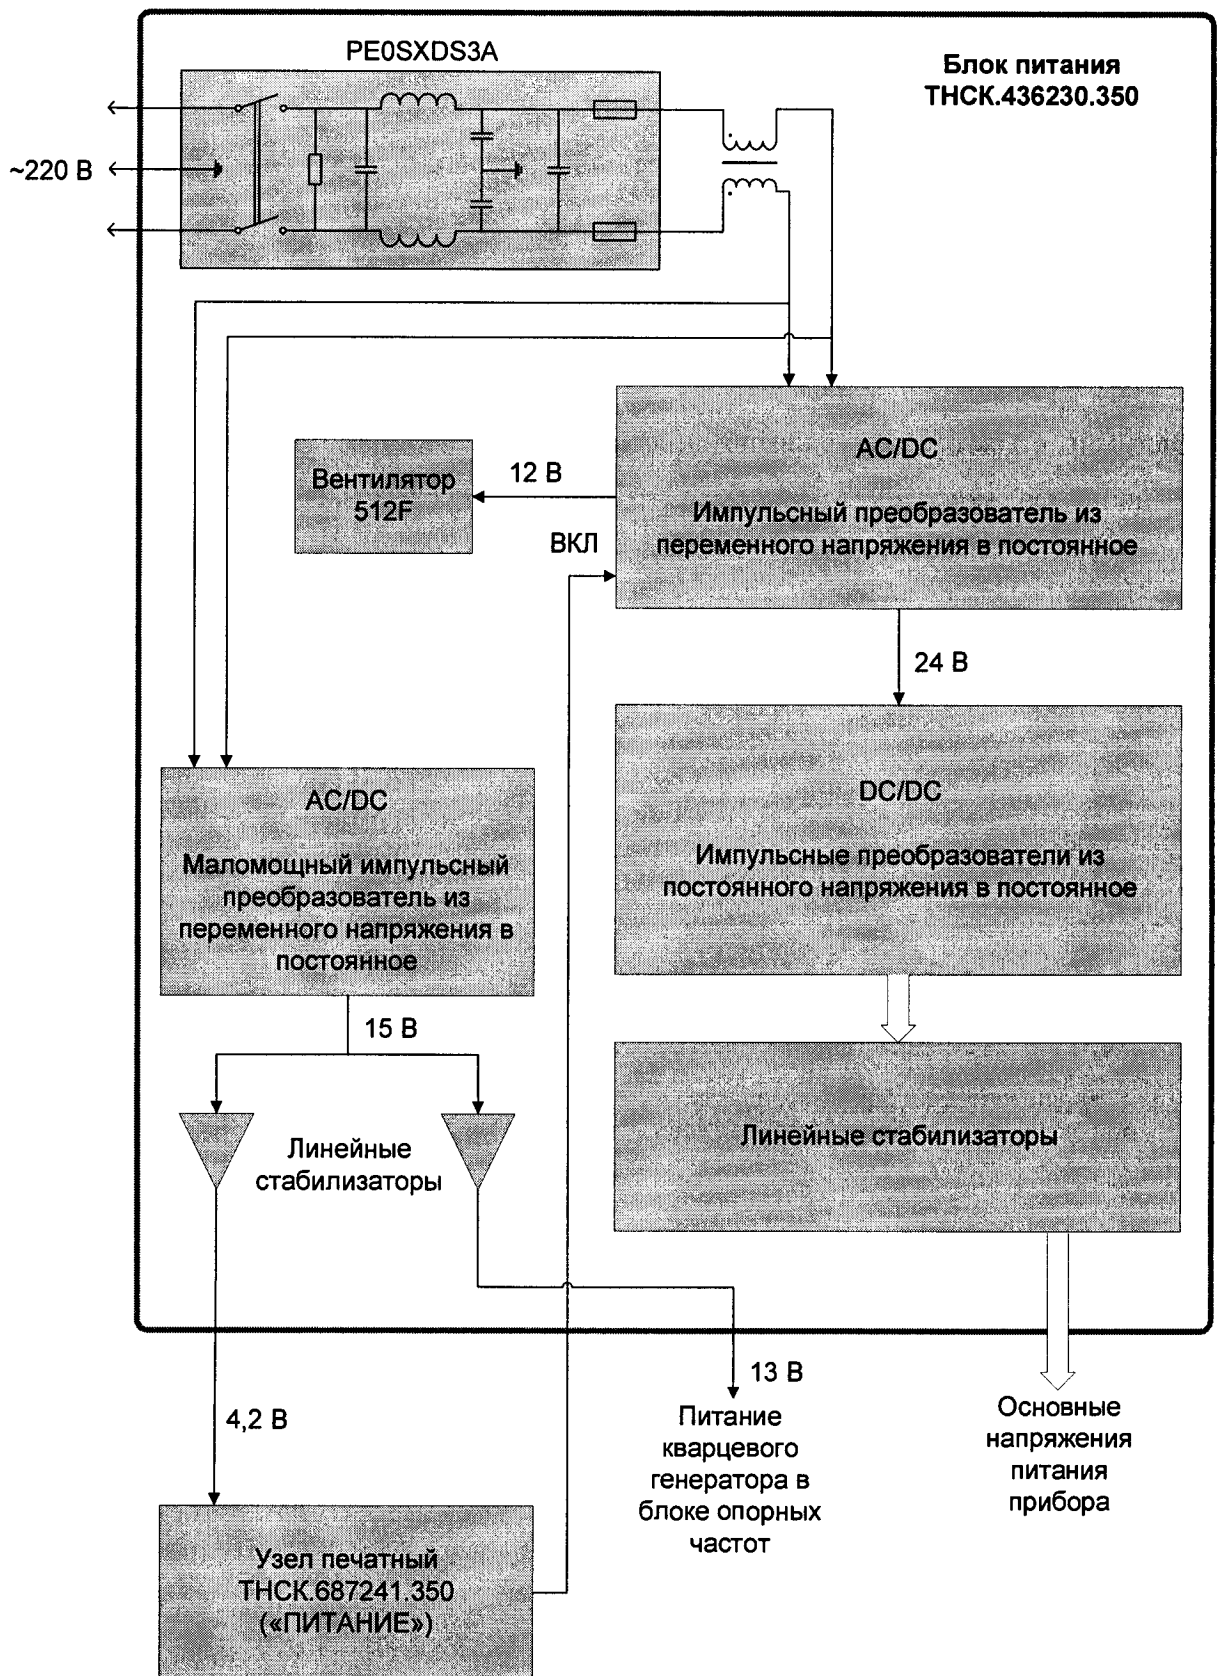 PE0SXDS3A
Блок питания
ТНСК.436230.350
~220 В
AC/DC
Импульсный преобразователь из
переменного напряжения в постоянное
Вентилятор
512F
12 В
ВКЛ
24 В
DC/DC
Импульсные преобразователи из
постоянного напряжения в постоянное
AC/DC
Маломощный импульсный
преобразователь из
переменного напряжения в
постоянное
15 В
Линейные
стабилизаторы
Линейные стабилизаторы
4,2 В
13 В
Питание
кварцевого
генератора в
блоке опорных
частот
Основные
напряжения
питания
прибора
Узел печатный
ТНСК.687241.350
(«ПИТАНИЕ»)